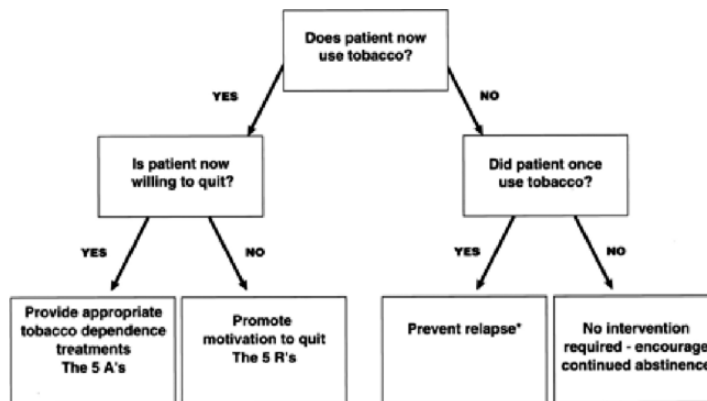 Does patient now
use tobacco?
YES
NO
Is patient now
willing to quit?
Did patient once
use tobacco?
YES
NO
YES
NO
Provide appropriate
tobacco dependence
treatments
The 5 A's
Promote
motivation to quit
The 5 R's
Prevent relapse*
No intervention
required - encourage
continued abstinence